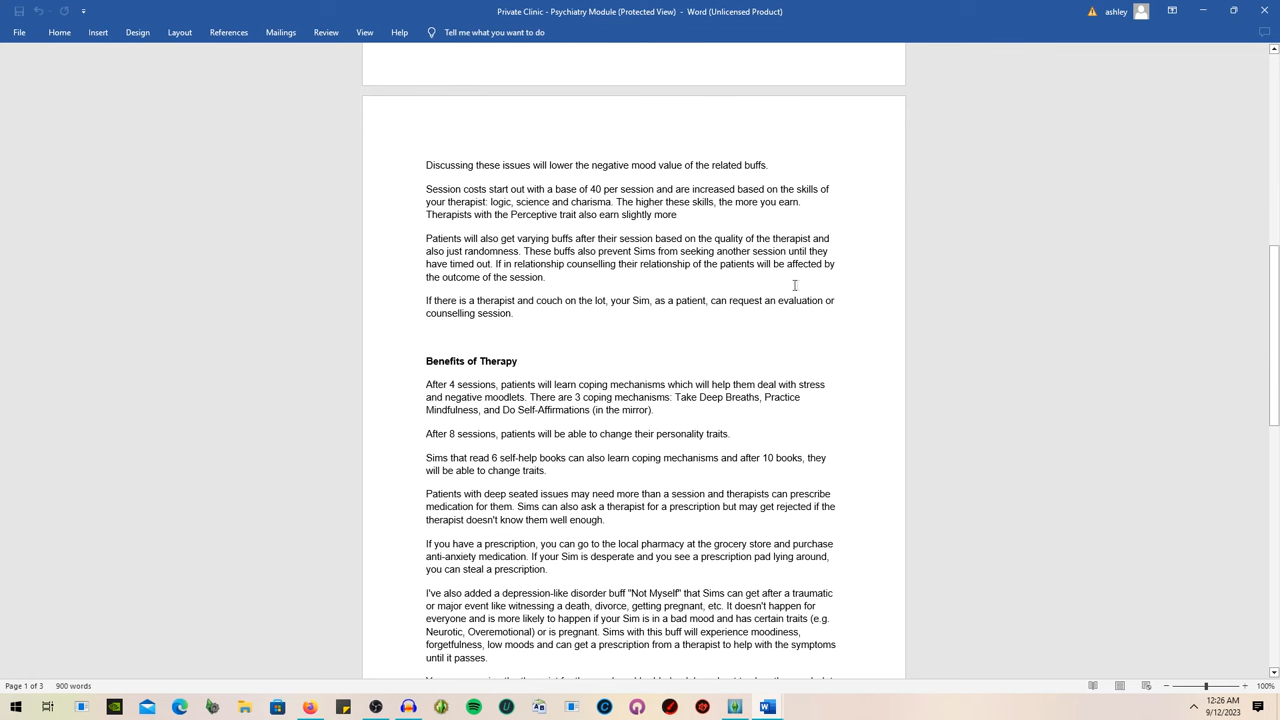 Private Clinic - Psychiatry Module (Protected View) - Word (Unlicensed Product)
ashley
File Home Insert Design Layout References Mailings Review View Help Tell me what you want to do
Discussing these issues will lower the negative mood value of the related buffs.
Session costs start out with a base of 40 per session and are increased based on the skills of
your therapist: logic, science and charisma. The higher these skills, the more you earn.
Therapists with the Perceptive trait also earn slightly more
Patients will also get varying buffs after their session based on the quality of the therapist and
also just randomness. These buffs also prevent Sims from seeking another session until they
have timed out. If in relationship counselling their relationship of the patients will be affected by
the outcome of the session.
If there is a therapist and couch on the lot, your Sim, as a patient, can request an evaluation or
counselling session.
Benefits of Therapy
After 4 sessions, patients will learn coping mechanisms which will help them deal with stress
and negative moodlets. There are 3 coping mechanisms: Take Deep Breaths, Practice
Mindfulness, and Do Self-Affirmations (in the mirror).
After 8 sessions, patients will be able to change their personality traits.
Sims that read 6 self-help books can also learn coping mechanisms and after 10 books, they
will be able to change traits.
Patients with deep seated issues may need more than a session and therapists can prescribe
medication for them. Sims can also ask a therapist for a prescription but may get rejected if the
therapist doesn't know them well enough.
If you have a prescription, you can go to the local pharmacy at the grocery store and purchase
anti-anxiety medication. If your Sim is desperate and you see a prescription pad lying around,
you can steal a prescription.
I've also added a depression-like disorder buff "Not Myself" that Sims can get after a traumatic
or major event like witnessing a death, divorce, getting pregnant, etc. It doesn't happen for
everyone and is more likely to happen if your Sim is in a bad mood and has certain traits (e.g.
Neurotic, Overemotional) or is pregnant. Sims with this buff will experience moodiness,
forgetfulness, low moods and can get a prescription from a therapist to help with the symptoms
until it passes.
Page 1 of 3 900 words
100%
12:26 AM
9/12/2023